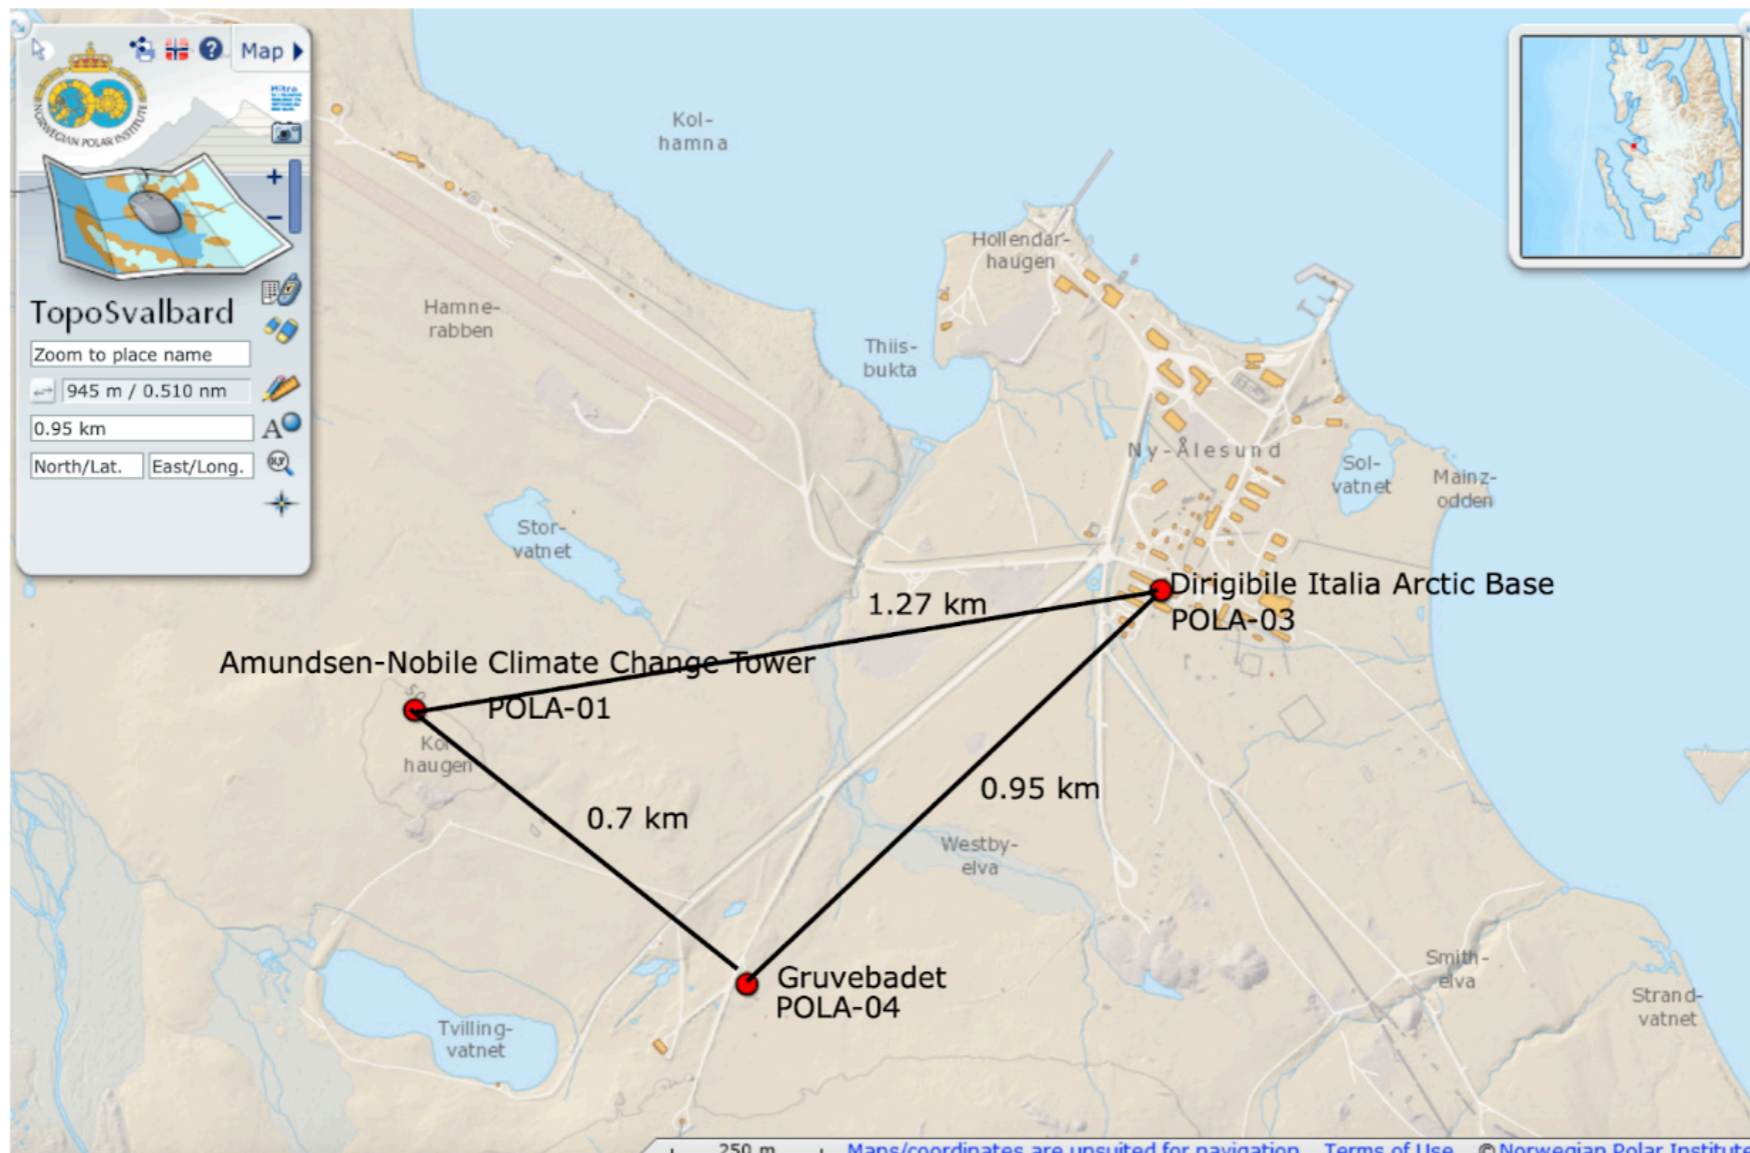 Map
NORWEGIAN POLAR INSTITUTE
+
−
TopoSvalbard
Zoom to place name
945 m / 0.510 nm
0.95 km
A
North/Lat.
East/Long.
Kol-
hamna
Hamne-
rabben
Hollendar-
haugen
Thiis-
bukta
Ny-Ålesund
Sol-
vatnet
Mainz-
odden
Stor-
vatnet
Dirigibile Italia Arctic Base
POLA-03
1.27 km
Amundsen-Nobile Climate Change Tower
POLA-01
Kol-
haugen
0.7 km
0.95 km
Westby-
elva
Gruvebadet
POLA-04
Smith-
elva
Strand-
vatnet
Tvilling-
vatnet
250 m
Maps/coordinates are unsuited for navigation
Terms of Use
© Norwegian Polar Institute